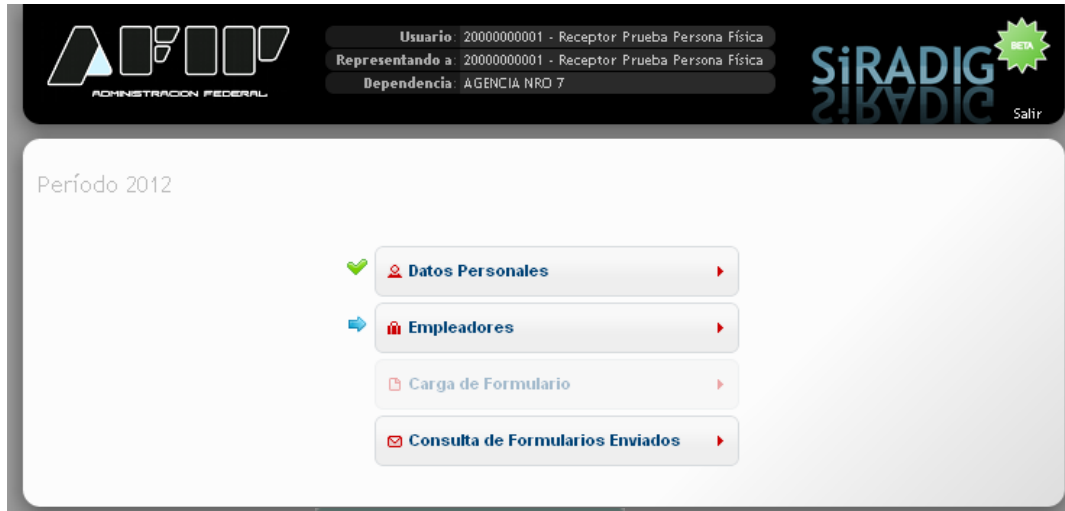 AFIP
ADMINISTRACION FEDERAL
Usuario: 20000000001 - Receptor Prueba Persona Física
Representando a: 20000000001 - Receptor Prueba Persona Física
Dependencia: AGENCIA NRO 7
SiRADIG
BETA
Salir
Período 2012
Datos Personales
Empleadores
Carga de Formulario
Consulta de Formularios Enviados